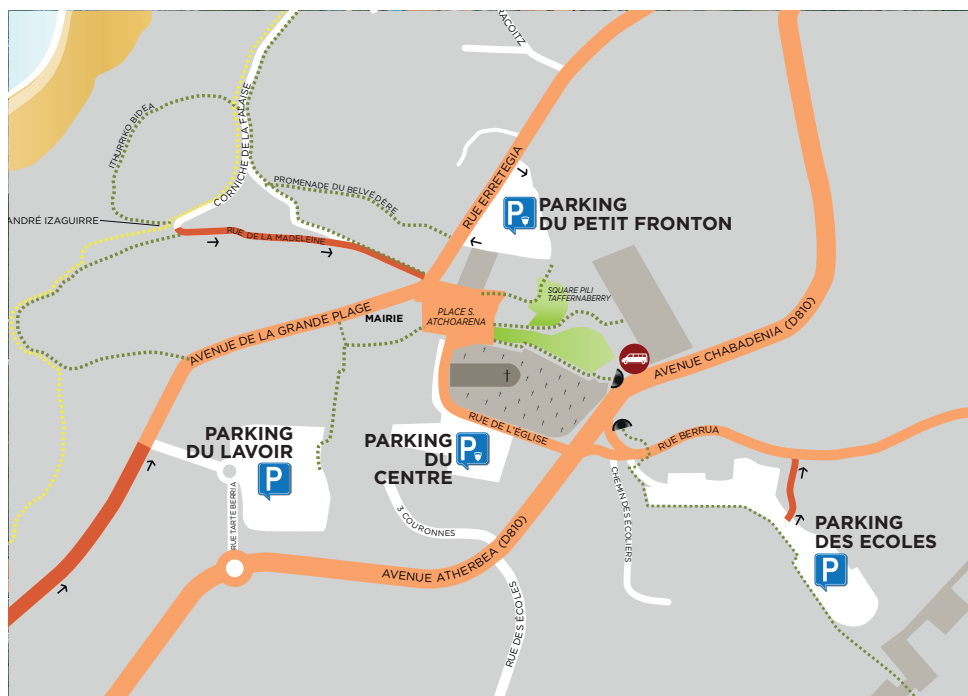 RACOITZ
ITHURRIKO BIDEA
CORNICHE DE LA FALAISE
PROMENADE DU BELVÉDÈRE
RUE ERRETEGIA
P
PARKING
DU PETIT FRONTON
ANDRÉ IZAGUIRRE
RUE DE LA MADELEINE
SQUARE PILI
TAFFERNABERRY
AVENUE DE LA GRANDE PLAGE
MAIRIE
PLACE S.
ATCHOARENA
AVENUE CHABADENIA (D810)
RUE DE L'ÉGLISE
RUE BERRUA
PARKING
DU LAVOIR
P
PARKING
DU
CENTRE
P
CHEMIN DES ÉCOLIERS
3 COURONNES
RUE TARTE BERRIA
PARKING
DES ECOLES
P
AVENUE ATHERBEA (D810)
RUE DES ÉCOLES